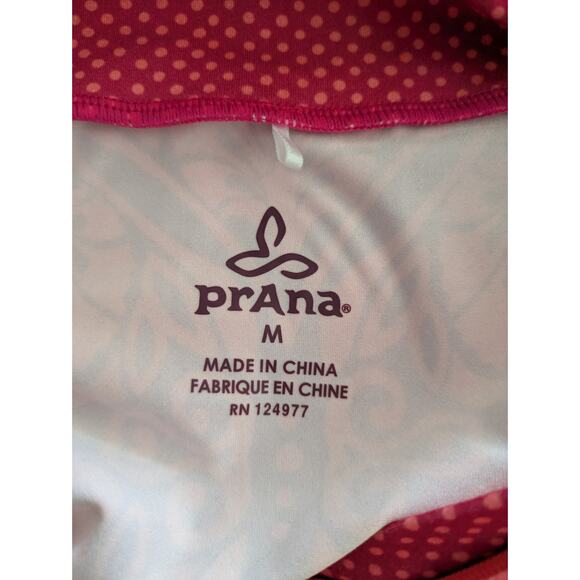 prAna®
M
MADE IN CHINA
FABRIQUE EN CHINE
RN 124977